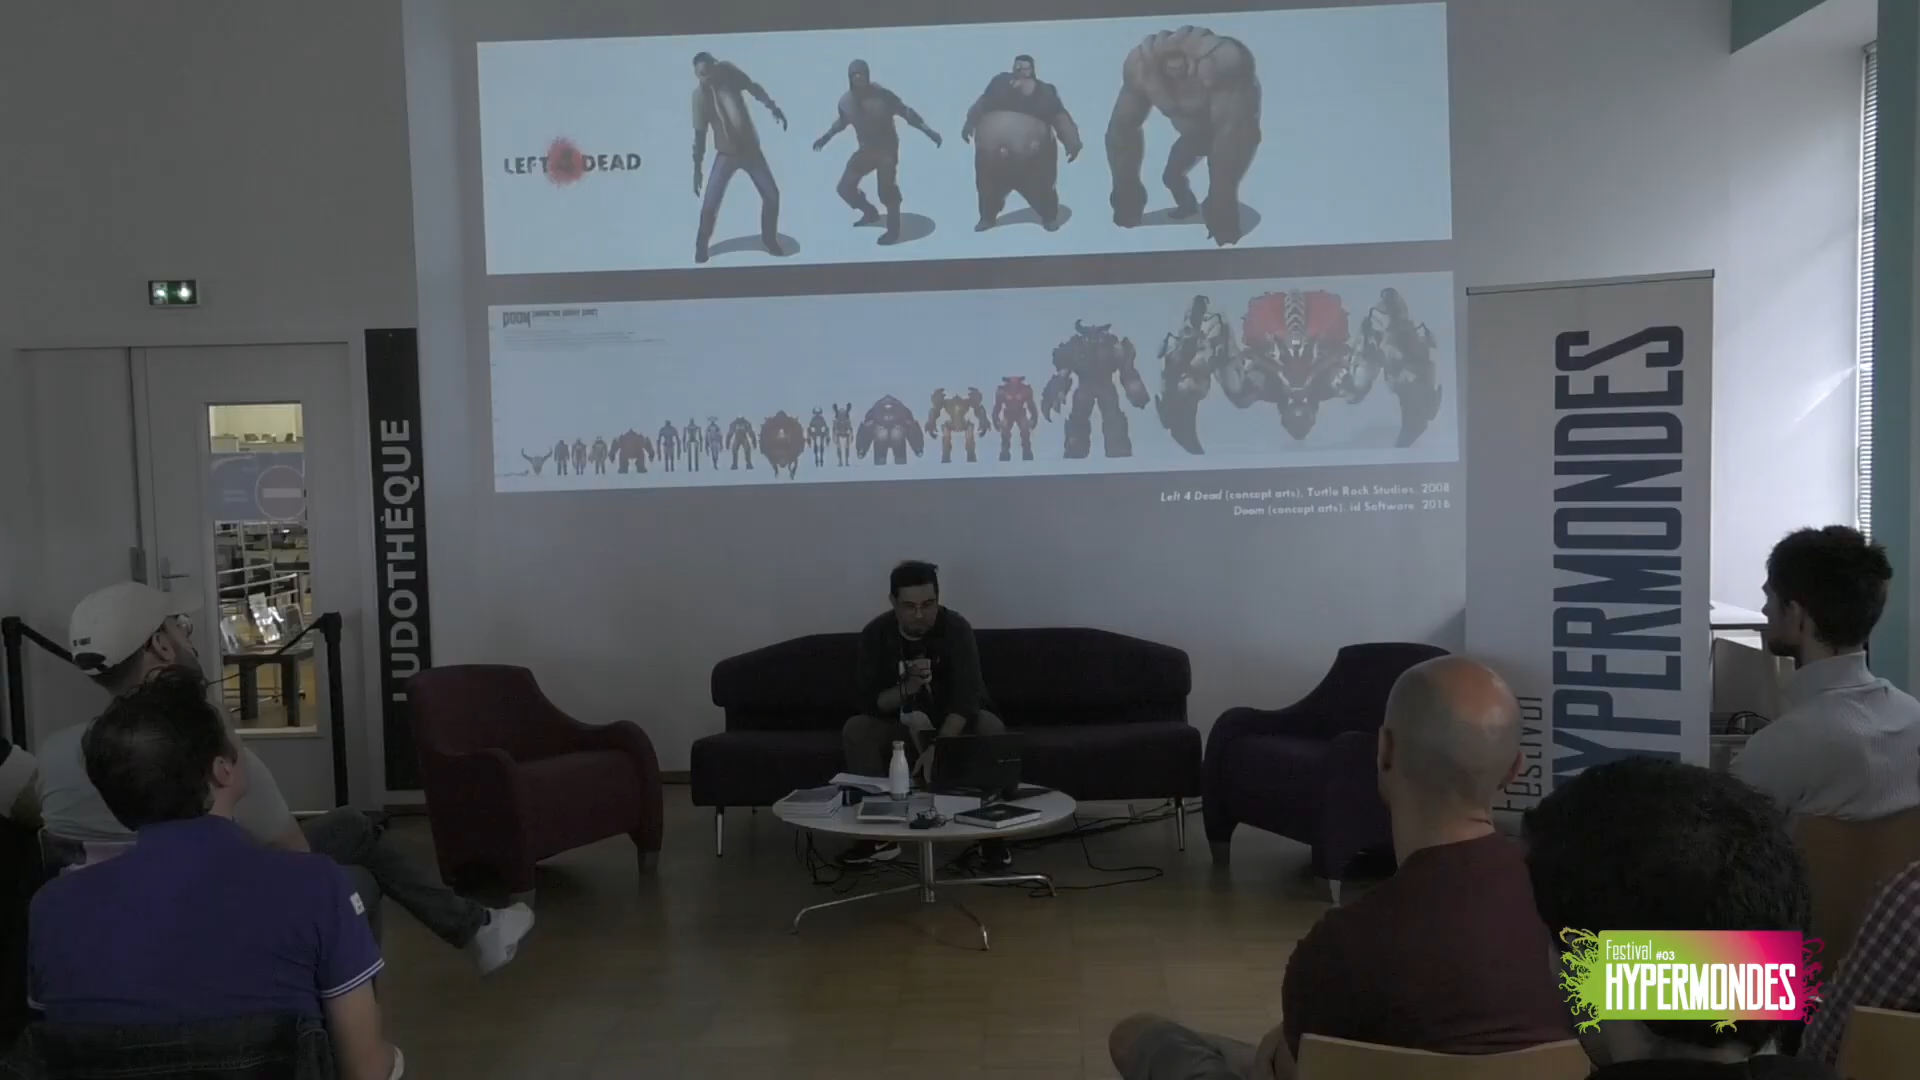 LEFT 4 DEAD
DOOM
Left 4 Dead (concept arts), Turtle Rock Studios, 2008
Doom (concept arts), id Software, 2016
LUDOTHÈQUE
Festival
HYPERMONDES
Festival #03
HYPERMONDES